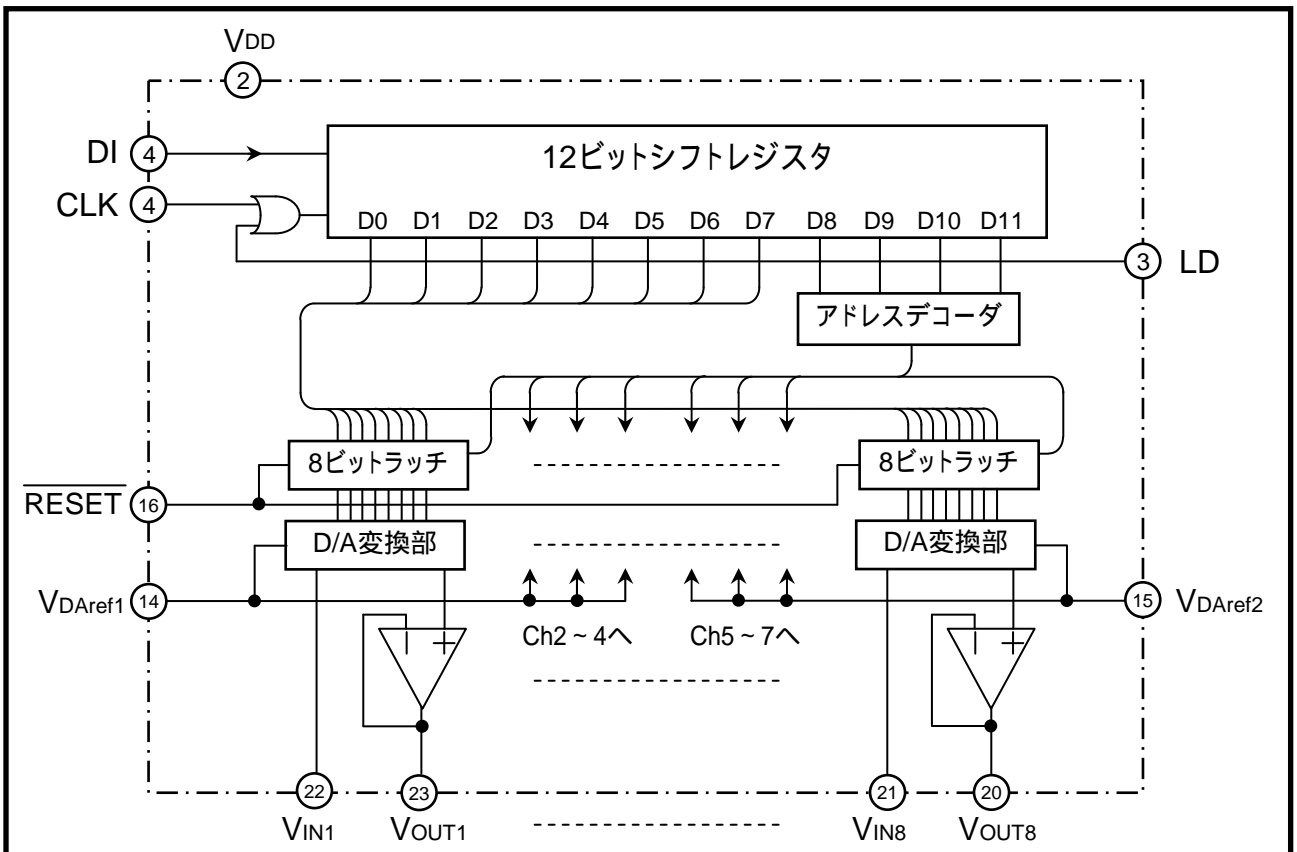 VDD
2
DI 4
12ビットシフトレジスタ
CLK 4
D0 D1 D2 D3 D4 D5 D6 D7 D8 D9 D10 D11
3 LD
アドレスデコーダ
8ビットラッチ 8ビットラッチ
RESET 16
D/A変換部 D/A変換部
VDAref1 14 15 VDAref2
Ch2 ~ 4へ Ch5 ~ 7へ
− + − +
22 23 21 20
VIN1 VOUT1 VIN8 VOUT8